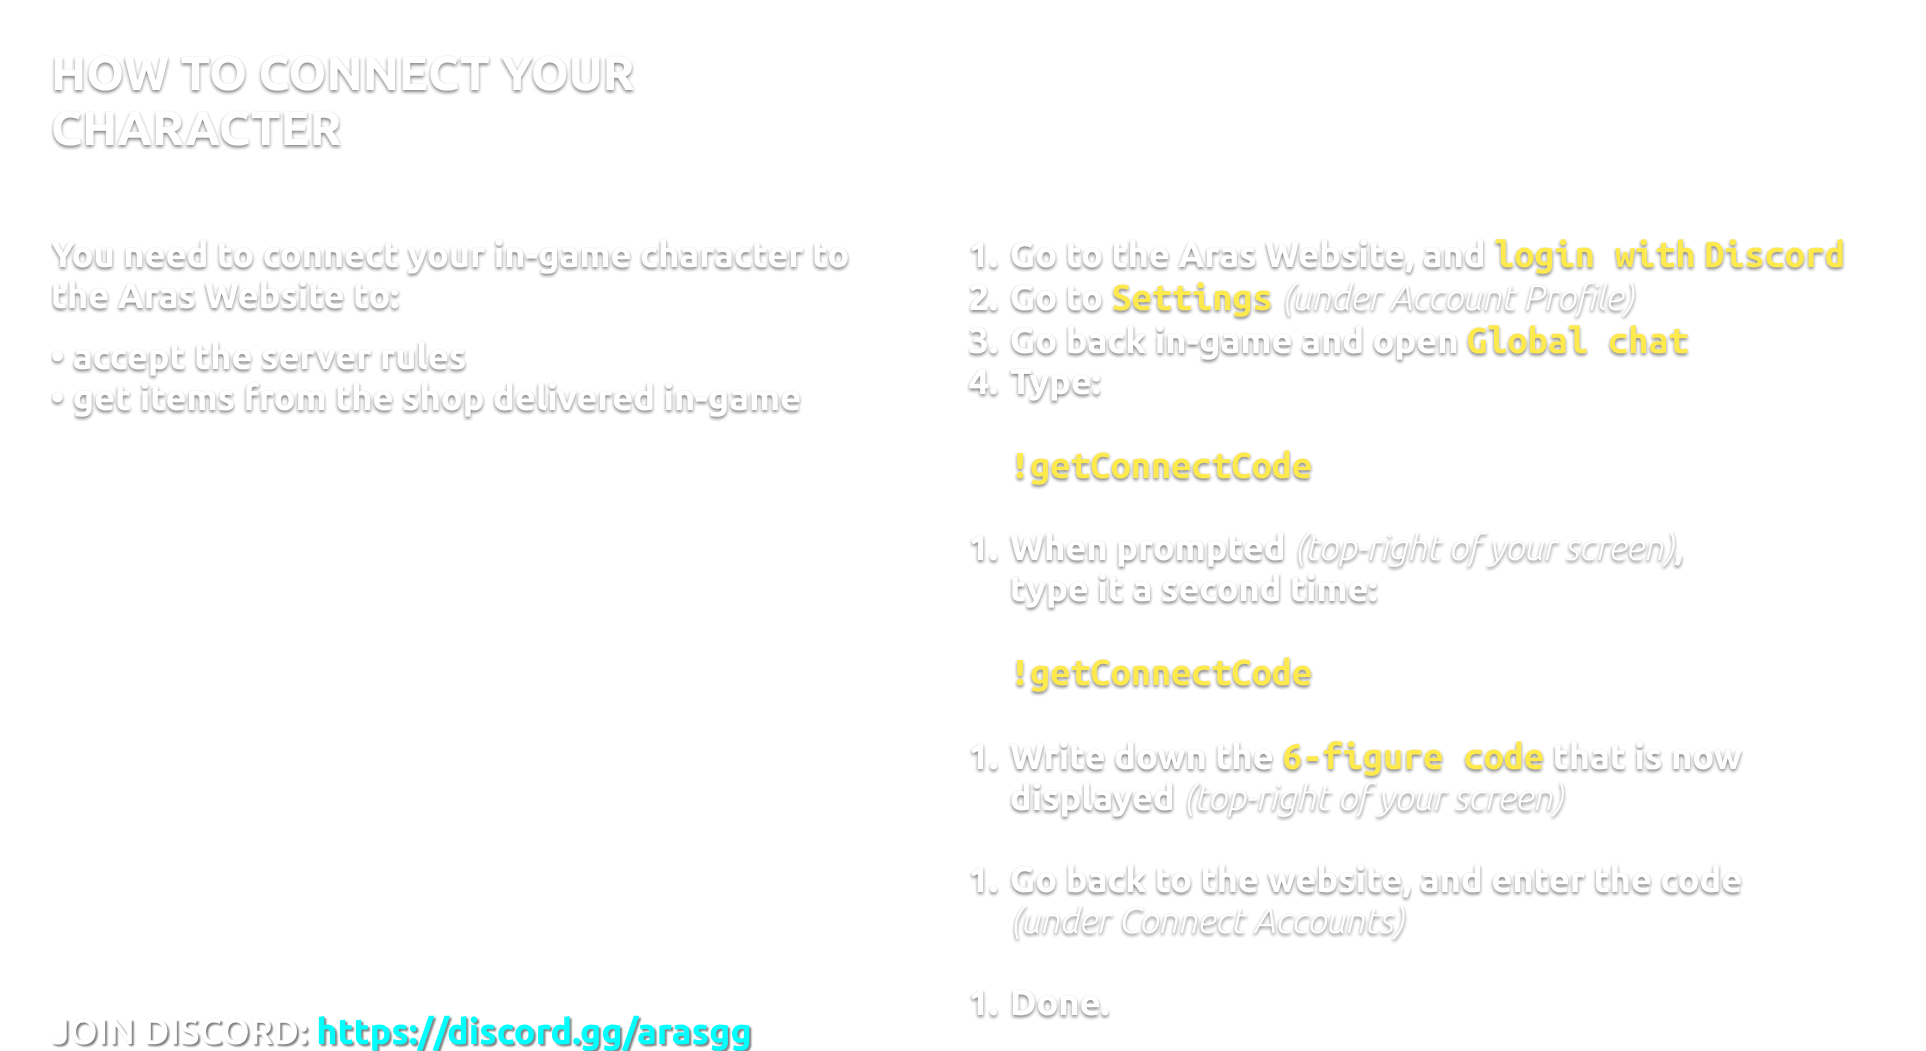 HOW TO CONNECT YOUR
CHARACTER
You need to connect your in-game character to
the Aras Website to:
• accept the server rules
• get items from the shop delivered in-game
JOIN DISCORD: https://discord.gg/arasgg
1. Go to the Aras Website, and login with Discord
2. Go to Settings (under Account Profile)
3. Go back in-game and open Global chat
4. Type:
!getConnectCode
1. When prompted (top-right of your screen),
type it a second time:
!getConnectCode
1. Write down the 6-figure code that is now
displayed (top-right of your screen)
1. Go back to the website, and enter the code
(under Connect Accounts)
1. Done.